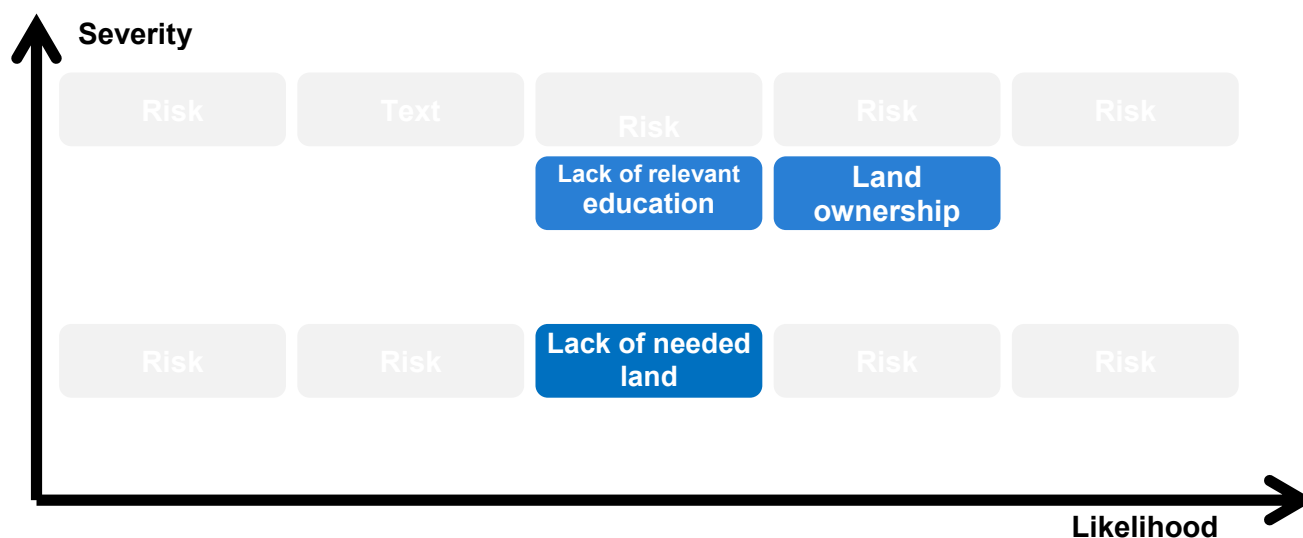 Severity
Risk
Text
Risk
Risk
Risk
Lack of relevant
education
Land
ownership
Risk
Risk
Lack of needed
land
Risk
Risk
Likelihood